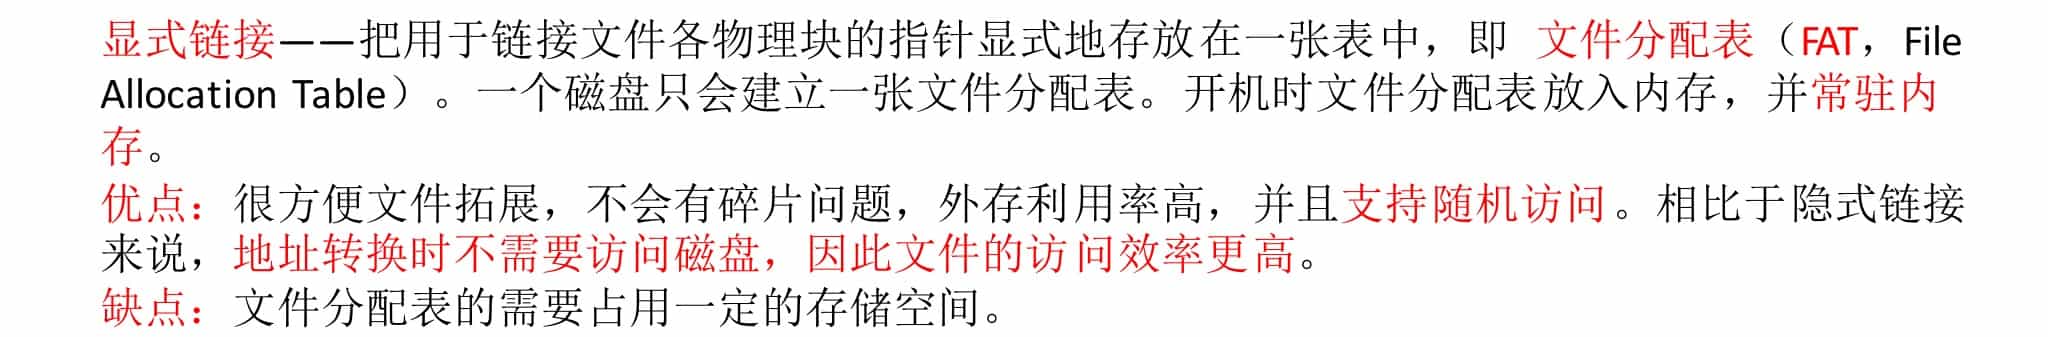 显式链接——把用于链接文件各物理块的指针显式地存放在一张表中，即 文件分配表（FAT，File
Allocation Table）。一个磁盘只会建立一张文件分配表。开机时文件分配表放入内存，并常驻内
存。
优点：很方便文件拓展，不会有碎片问题，外存利用率高，并且支持随机访问。相比于隐式链接
来说，地址转换时不需要访问磁盘，因此文件的访问效率更高。
缺点：文件分配表的需要占用一定的存储空间。